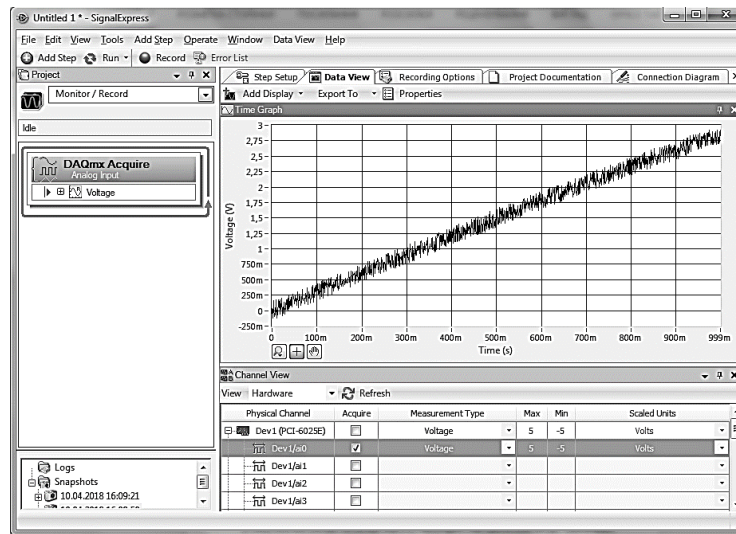 Untitled 1 * - SignalExpress
File Edit View Tools Add Step Operate Window Data View Help
Add Step Run Record Error List
Project
Monitor / Record
Idle
DAQmx Acquire
Analog Input
Voltage
Logs
Snapshots
10.04.2018 16:09:21
Step Setup Data View Recording Options Project Documentation Connection Diagram
Add Display Export To Properties
Time Graph
Voltage (V)
3
2,75
2,5
2,25
2
1,75
1,5
1,25
1
750m
500m
250m
0
-250m
0 100m 200m 300m 400m 500m 600m 700m 800m 900m 999m
Time (s)
Channel View
View Hardware Refresh
Physical Channel Acquire Measurement Type Max Min Scaled Units
Dev1 (PCI-6025E) Voltage 5 -5 Volts
Dev1/ai0 Voltage 5 -5 Volts
Dev1/ai1
Dev1/ai2
Dev1/ai3